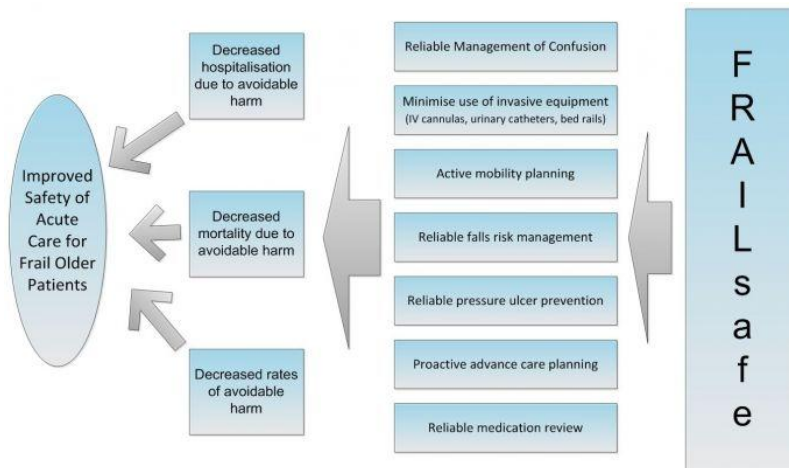 Decreased
hospitalisation
due to avoidable
harm
Improved
Safety of
Acute
Care for
Frail Older
Patients
Decreased
mortality due to
avoidable harm
Decreased rates
of avoidable
harm
Reliable Management of Confusion
Minimise use of invasive equipment
(IV cannulas, urinary catheters, bed rails)
Active mobility planning
Reliable falls risk management
Reliable pressure ulcer prevention
Proactive advance care planning
Reliable medication review
F
R
A
I
L
s
a
f
e